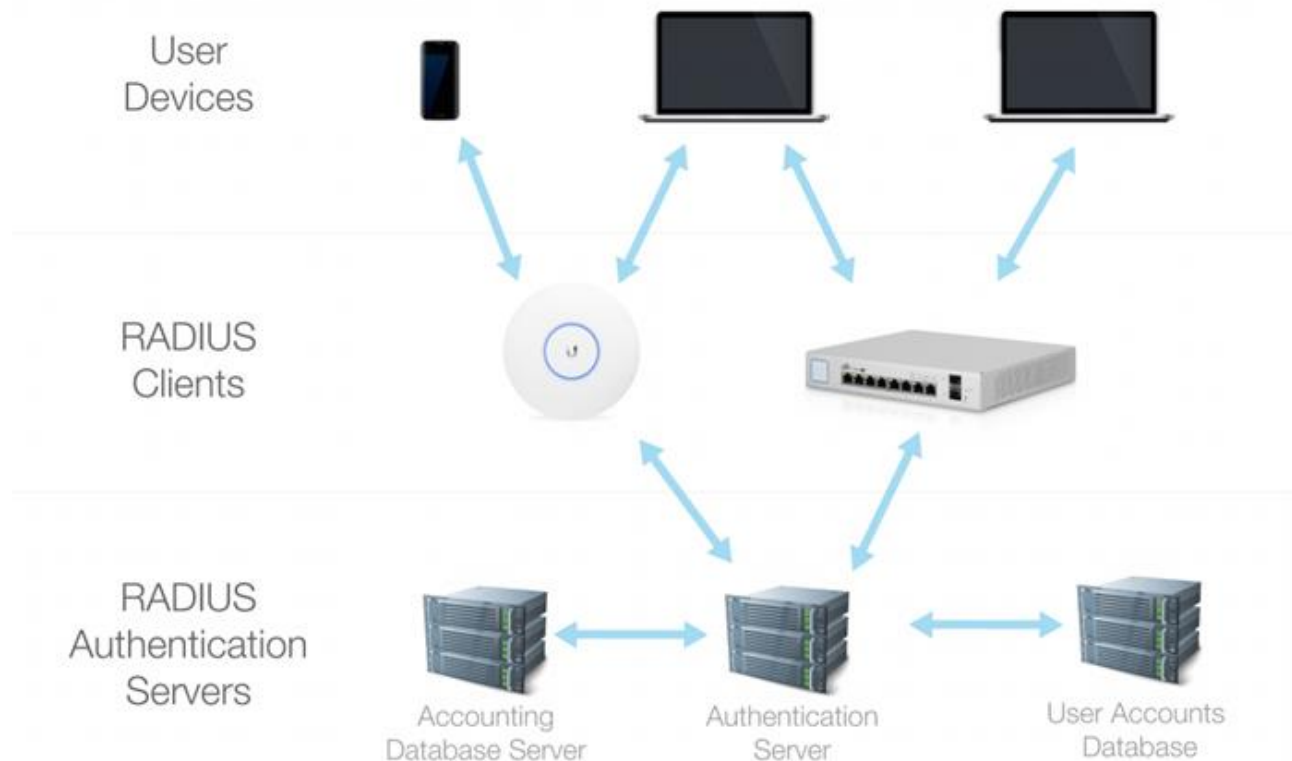 User
Devices
RADIUS
Clients
RADIUS
Authentication
Servers
Accounting
Database Server
Authentication
Server
User Accounts
Database